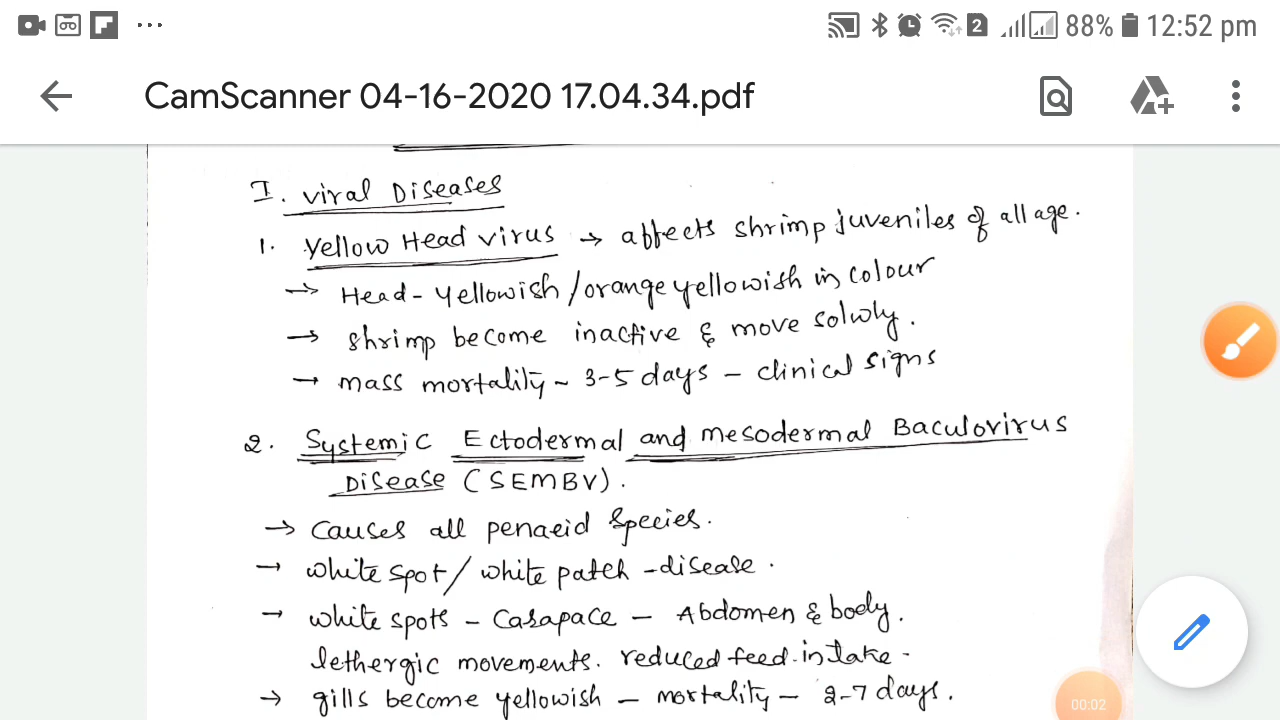 2 88% 12:52 pm
CamScanner 04-16-2020 17.04.34.pdf
I. viral Diseases
1. Yellow Head virus → affects shrimp juveniles of all age.
→ Head - yellowish / orange yellowish in colour
→ shrimp become inactive & move solwly.
→ mass mortality - 3-5 days - clinical signs
2. Systemic Ectodermal and mesodermal Baculovirus
Disease (SEMBV).
→ causes all penaeid species.
→ white spot / white patch - disease.
→ white spots - Carapace - Abdomen & body.
lethergic movements. reduced feed intake -
→ gills become yellowish - mortality - 2-7 days.
00:02